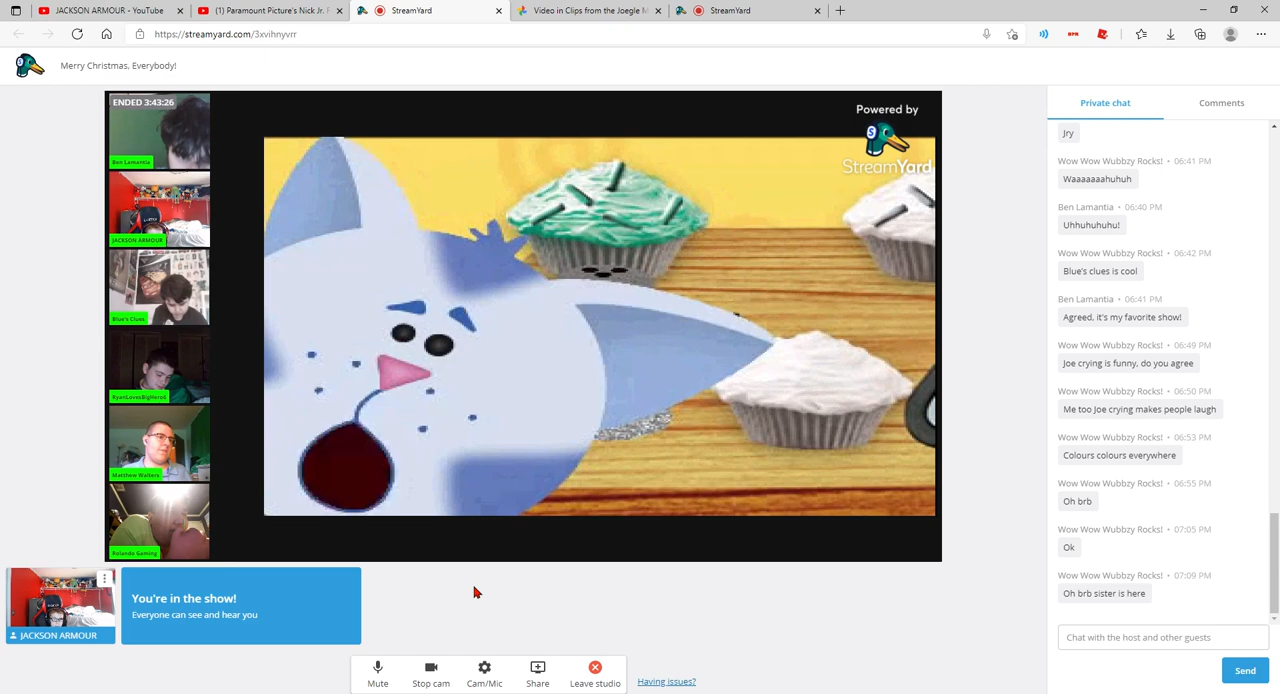 JACKSON ARMOUR - YouTube
(1) Paramount Picture's Nick Jr. F
StreamYard
Video in Clips from the Joegle M
StreamYard
https://streamyard.com/3xvihnyvrr
Merry Christmas, Everybody!
ENDED 3:43:26
Ben Lamantia
JACKSON ARMOUR
Blue's Clues
RyanLovesBigHero6
Matthew Walters
Rolando Gaming
Powered by
StreamYard
You're in the show!
Everyone can see and hear you
JACKSON ARMOUR
Mute
Stop cam
Cam/Mic
Share
Leave studio
Having issues?
Private chat
Comments
Jry
Wow Wow Wubbzy Rocks! • 06:41 PM
Waaaaaaahuhuh
Ben Lamantia • 06:40 PM
Uhhuhuhuhu!
Wow Wow Wubbzy Rocks! • 06:42 PM
Blue's clues is cool
Ben Lamantia • 06:41 PM
Agreed, it's my favorite show!
Wow Wow Wubbzy Rocks! • 06:49 PM
Joe crying is funny, do you agree
Wow Wow Wubbzy Rocks! • 06:50 PM
Me too Joe crying makes people laugh
Wow Wow Wubbzy Rocks! • 06:53 PM
Colours colours everywhere
Wow Wow Wubbzy Rocks! • 06:55 PM
Oh brb
Wow Wow Wubbzy Rocks! • 07:05 PM
Ok
Wow Wow Wubbzy Rocks! • 07:09 PM
Oh brb sister is here
Chat with the host and other guests
Send